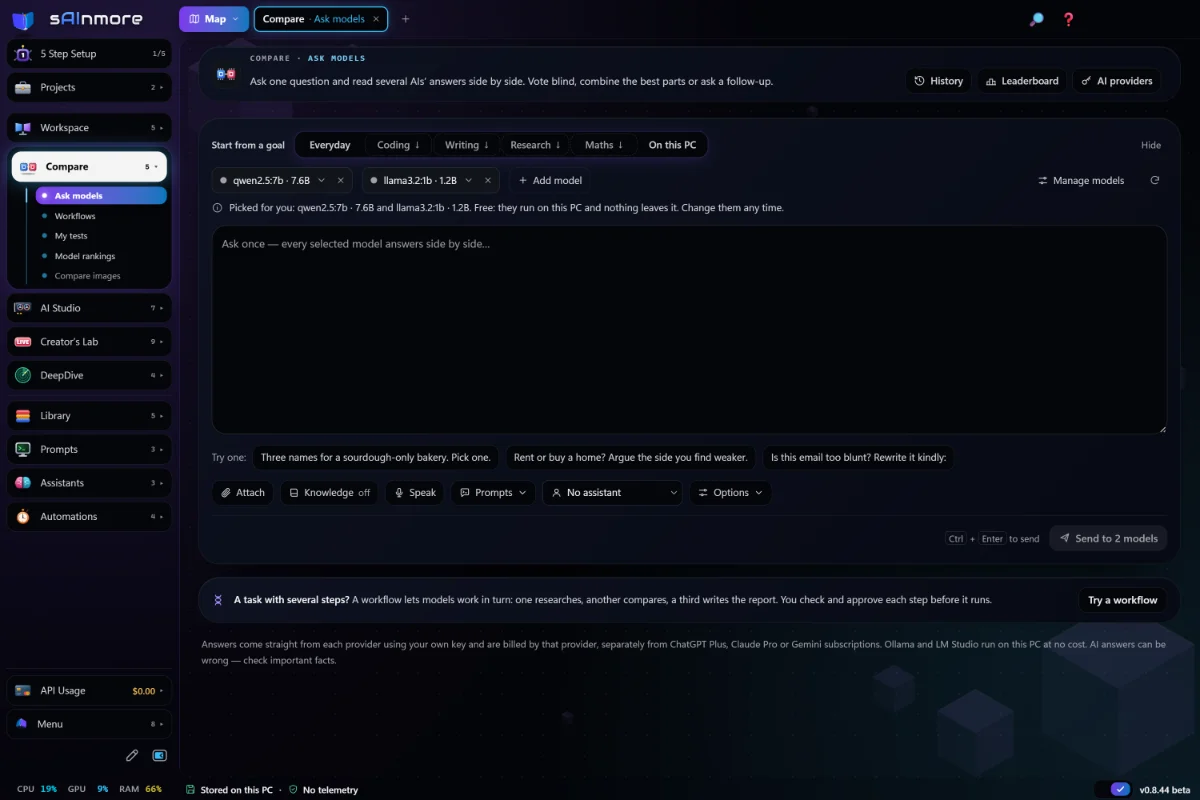 sAInmore
Map
Compare · Ask models ×
+
?
5 Step Setup 1/5
Projects 2
Workspace 5
Compare 5
Ask models
Workflows
My tests
Model rankings
Compare images
AI Studio 7
LIVE Creator's Lab 9
DeepDive 4
Library 5
Prompts 3
Assistants 3
Automations 4
API Usage $0.00
Menu 8
CPU 19% GPU 9% RAM 66%
COMPARE · ASK MODELS
Ask one question and read several AIs’ answers side by side. Vote blind, combine the best parts or ask a follow-up.
History
Leaderboard
AI providers
Start from a goal
Everyday
Coding ↓
Writing ↓
Research ↓
Maths ↓
On this PC
Hide
qwen2.5:7b · 7.6B ×
llama3.2:1b · 1.2B ×
+ Add model
Manage models
Picked for you: qwen2.5:7b · 7.6B and llama3.2:1b · 1.2B. Free: they run on this PC and nothing leaves it. Change them any time.
Ask once — every selected model answers side by side...
Try one:
Three names for a sourdough-only bakery. Pick one.
Rent or buy a home? Argue the side you find weaker.
Is this email too blunt? Rewrite it kindly:
Attach
Knowledge off
Speak
Prompts
No assistant
Options
Ctrl + Enter to send
Send to 2 models
A task with several steps? A workflow lets models work in turn: one researches, another compares, a third writes the report. You check and approve each step before it runs.
Try a workflow
Answers come straight from each provider using your own key and are billed by that provider, separately from ChatGPT Plus, Claude Pro or Gemini subscriptions. Ollama and LM Studio run on this PC at no cost. AI answers can be
wrong — check important facts.
Stored on this PC · No telemetry
v0.8.44 beta